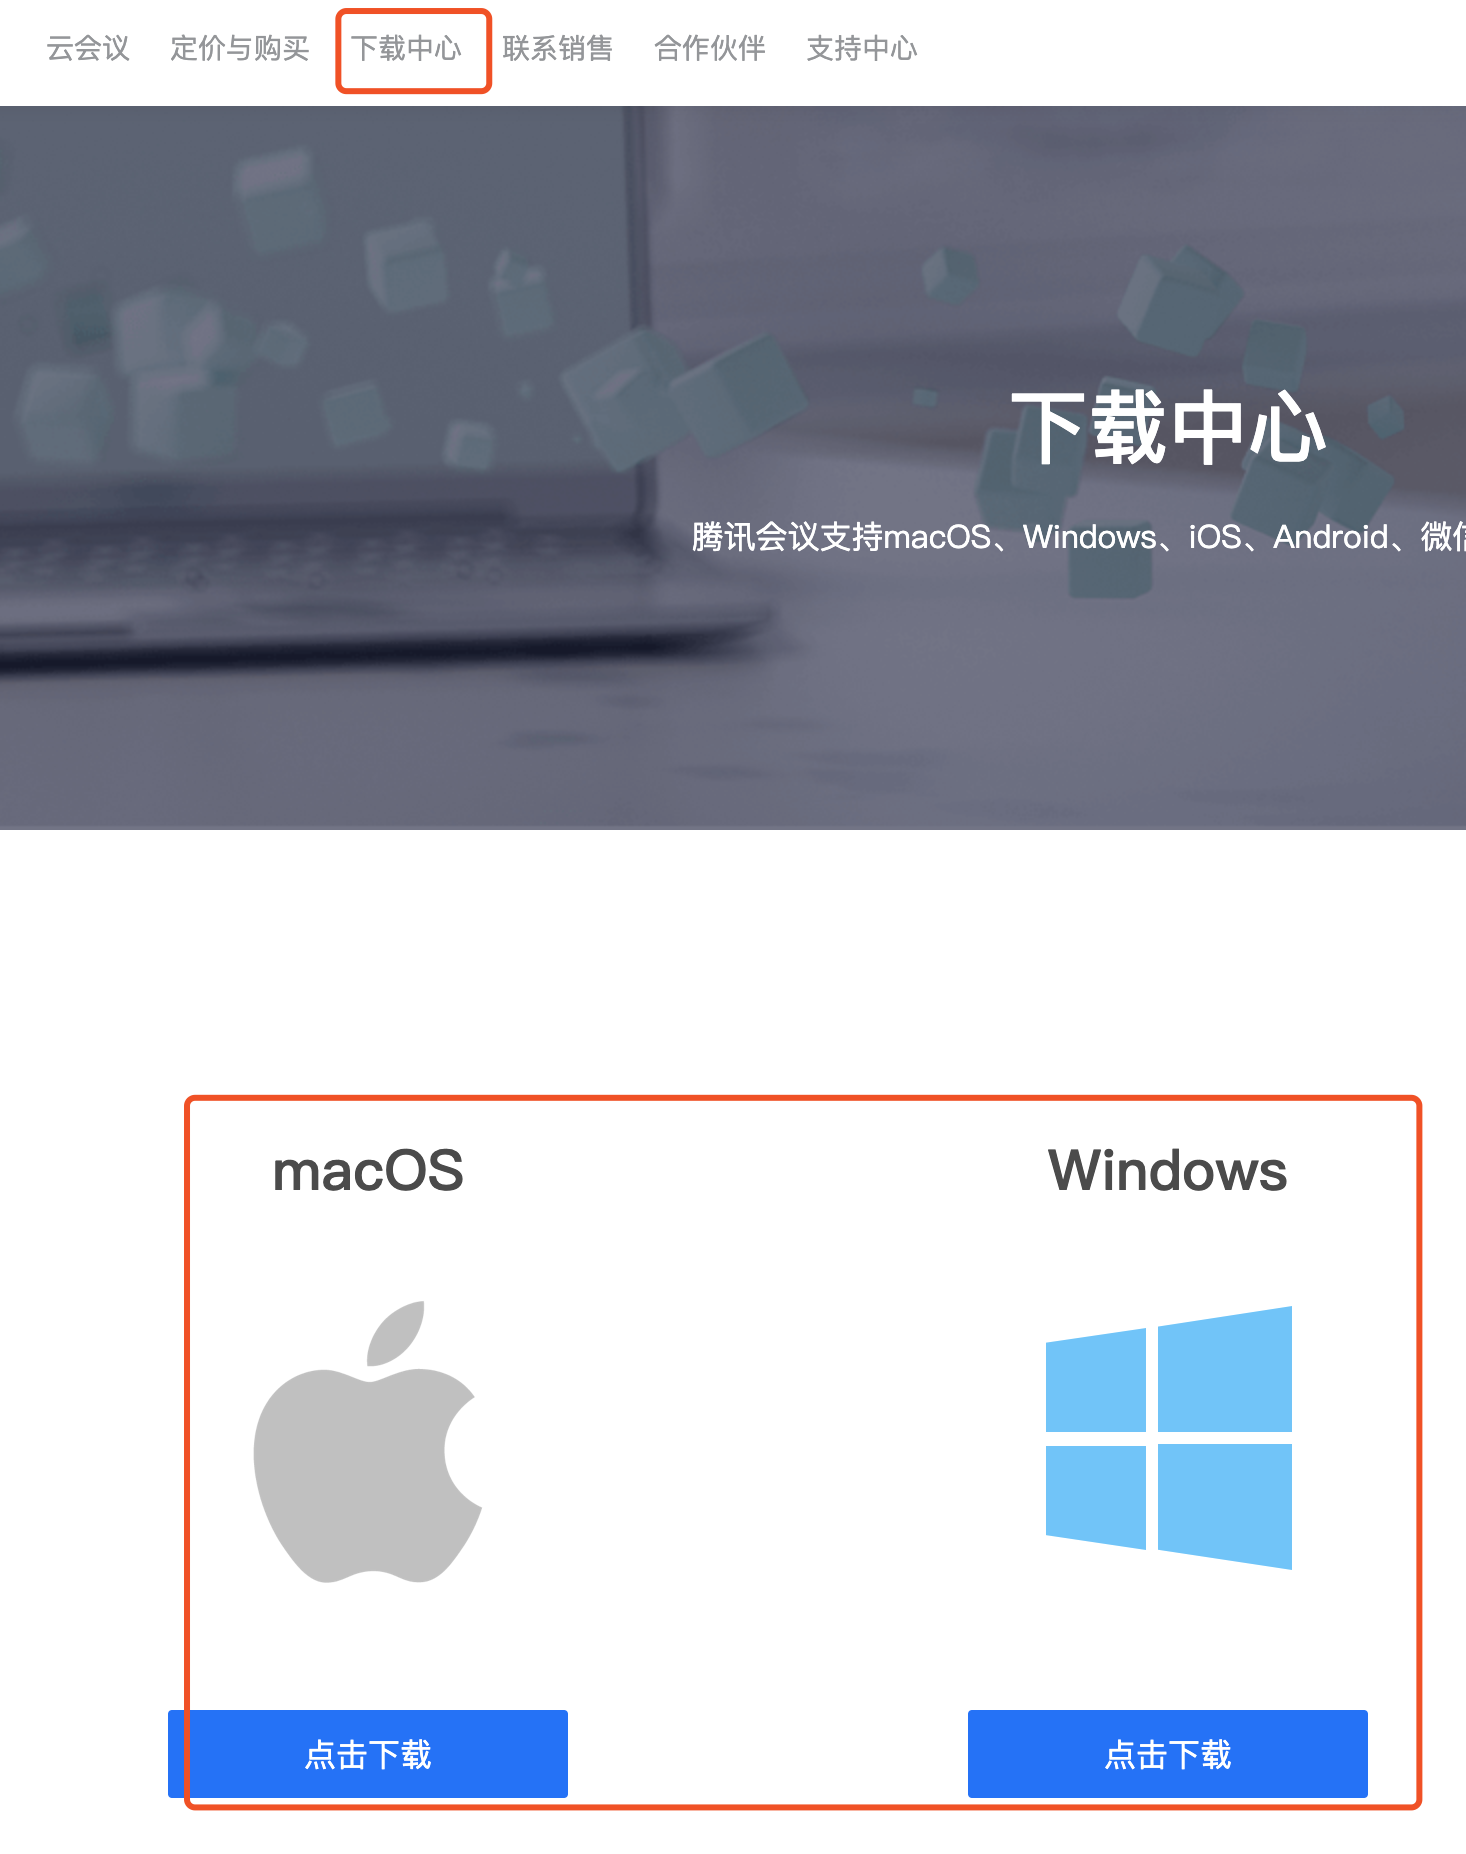 云会议 定价与购买 下载中心 联系销售 合作伙伴 支持中心
下载中心
腾讯会议支持macOS、Windows、iOS、Android、微
macOS Windows
点击下载 点击下载